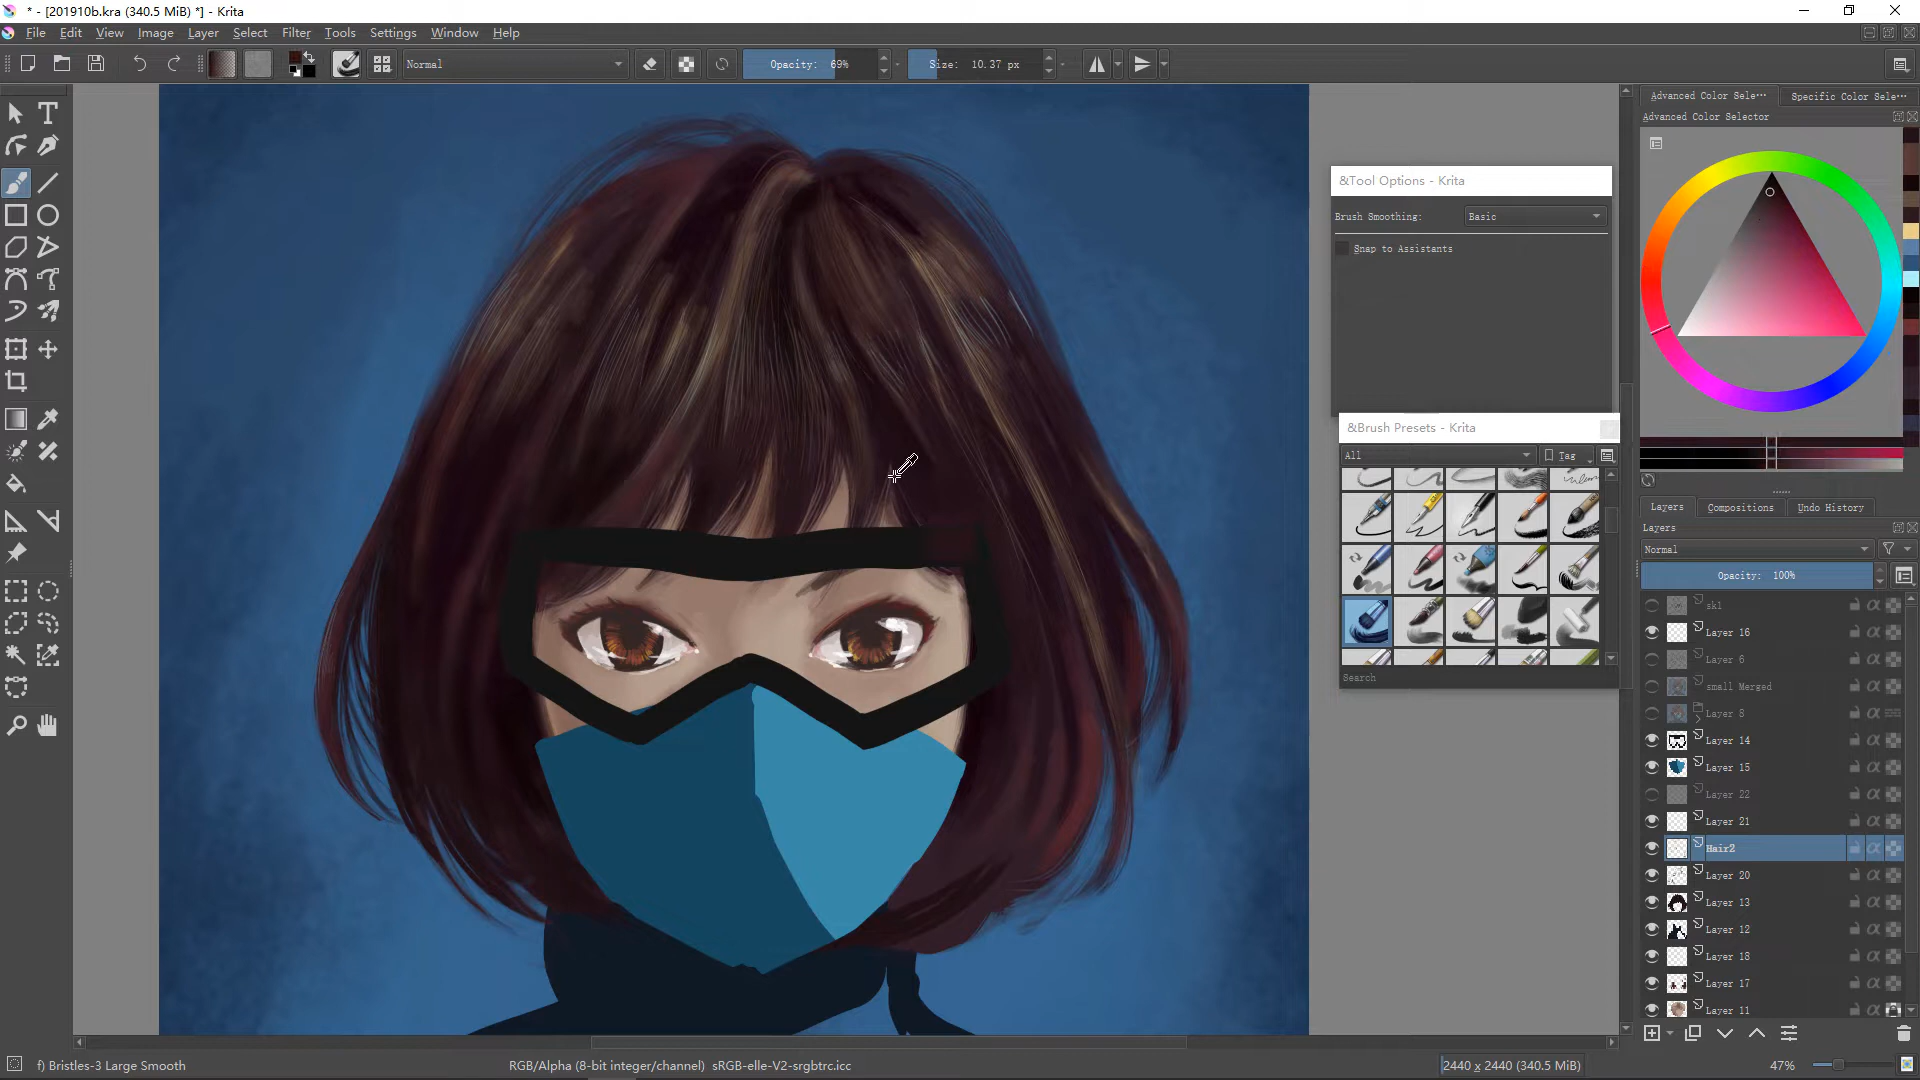 * - [201910b.kra (340.5 MiB) *] - Krita
File Edit View Image Layer Select Filter Tools Settings Window Help
Normal Opacity: 69% Size: 10.37 px
Advanced Color Sele··· Specific Color Sele···
Advanced Color Selector
&Tool Options - Krita
Brush Smoothing: Basic
Snap to Assistants
&Brush Presets - Krita
All Tag
Search
Layers Compositions Undo History
Layers
Normal
Opacity: 100%
sk1
Layer 16
Layer 6
small Merged
Layer 8
Layer 14
Layer 15
Layer 22
Layer 21
Hair2
Layer 20
Layer 13
Layer 12
Layer 18
Layer 17
Layer 11
f) Bristles-3 Large Smooth RGB/Alpha (8-bit integer/channel) sRGB-elle-V2-srgbtrc.icc 2440 x 2440 (340.5 MiB) 47%